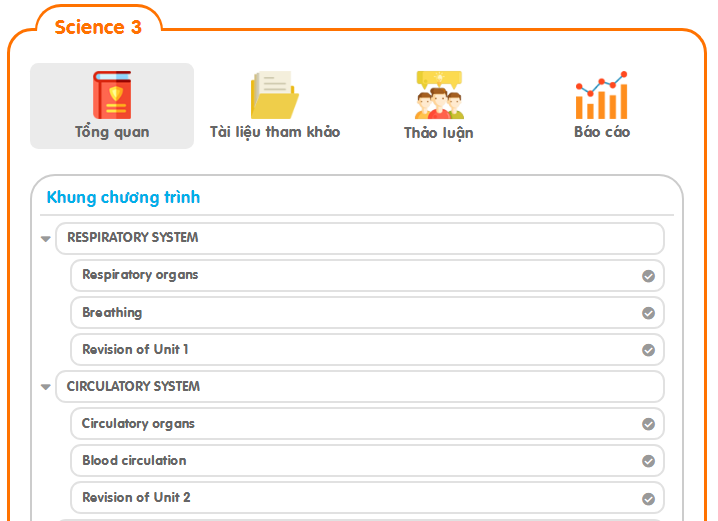 Science 3
Tổng quan
Tài liệu tham khảo
Thảo luận
Báo cáo
Khung chương trình
RESPIRATORY SYSTEM
Respiratory organs
Breathing
Revision of Unit 1
CIRCULATORY SYSTEM
Circulatory organs
Blood circulation
Revision of Unit 2